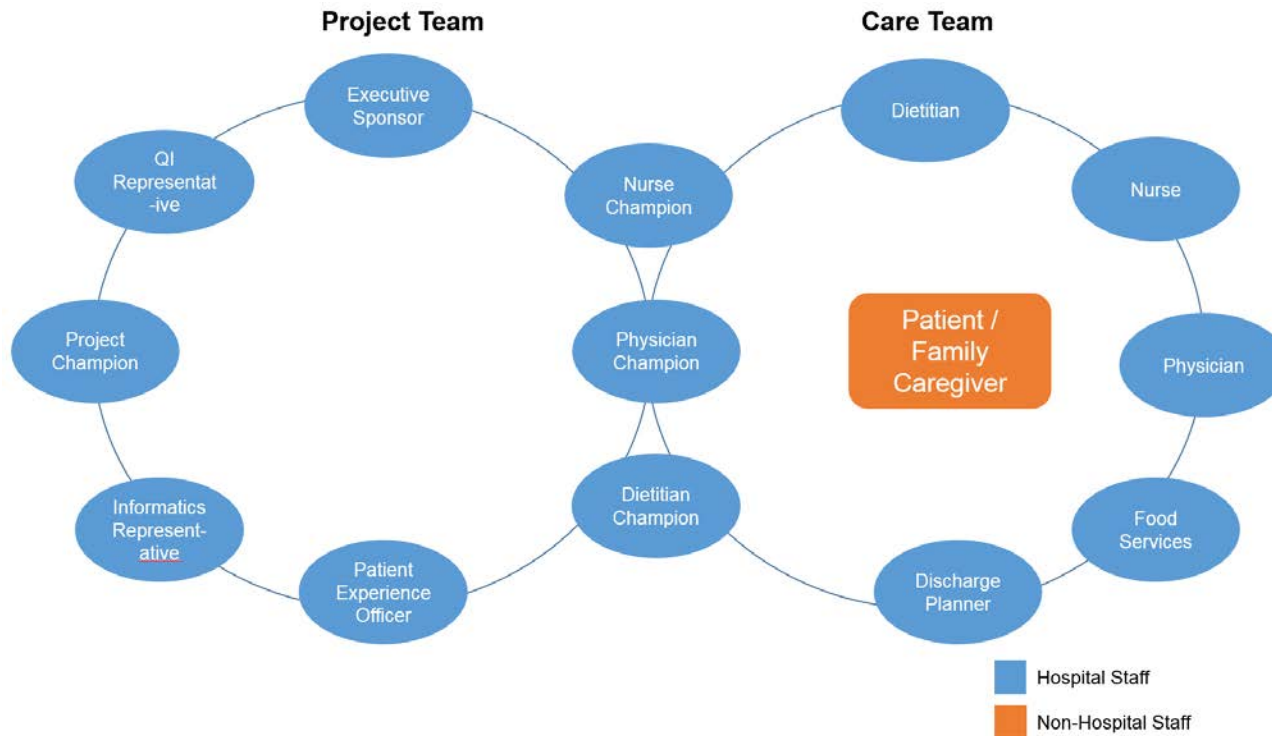 Project Team
Care Team
Executive
Sponsor
Dietitian
QI
Representat
-ive
Nurse
Champion
Nurse
Project
Champion
Physician
Champion
Patient /
Family
Caregiver
Physician
Informatics
Represent-
ative
Dietitian
Champion
Food
Services
Patient
Experience
Officer
Discharge
Planner
Hospital Staff
Non-Hospital Staff